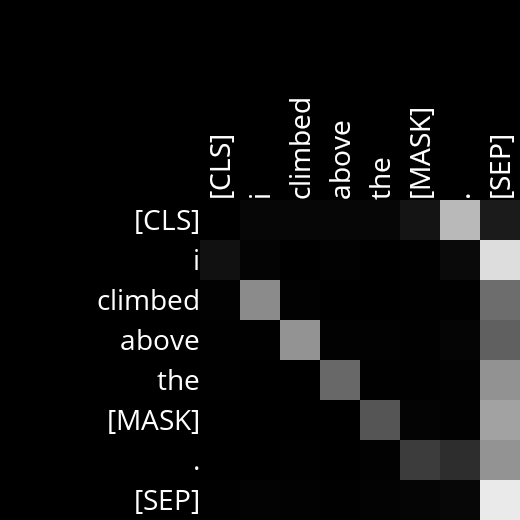 [CLS] i climbed above the [MASK] . [SEP]
[CLS]
i
climbed
above
the
[MASK]
.
[SEP]